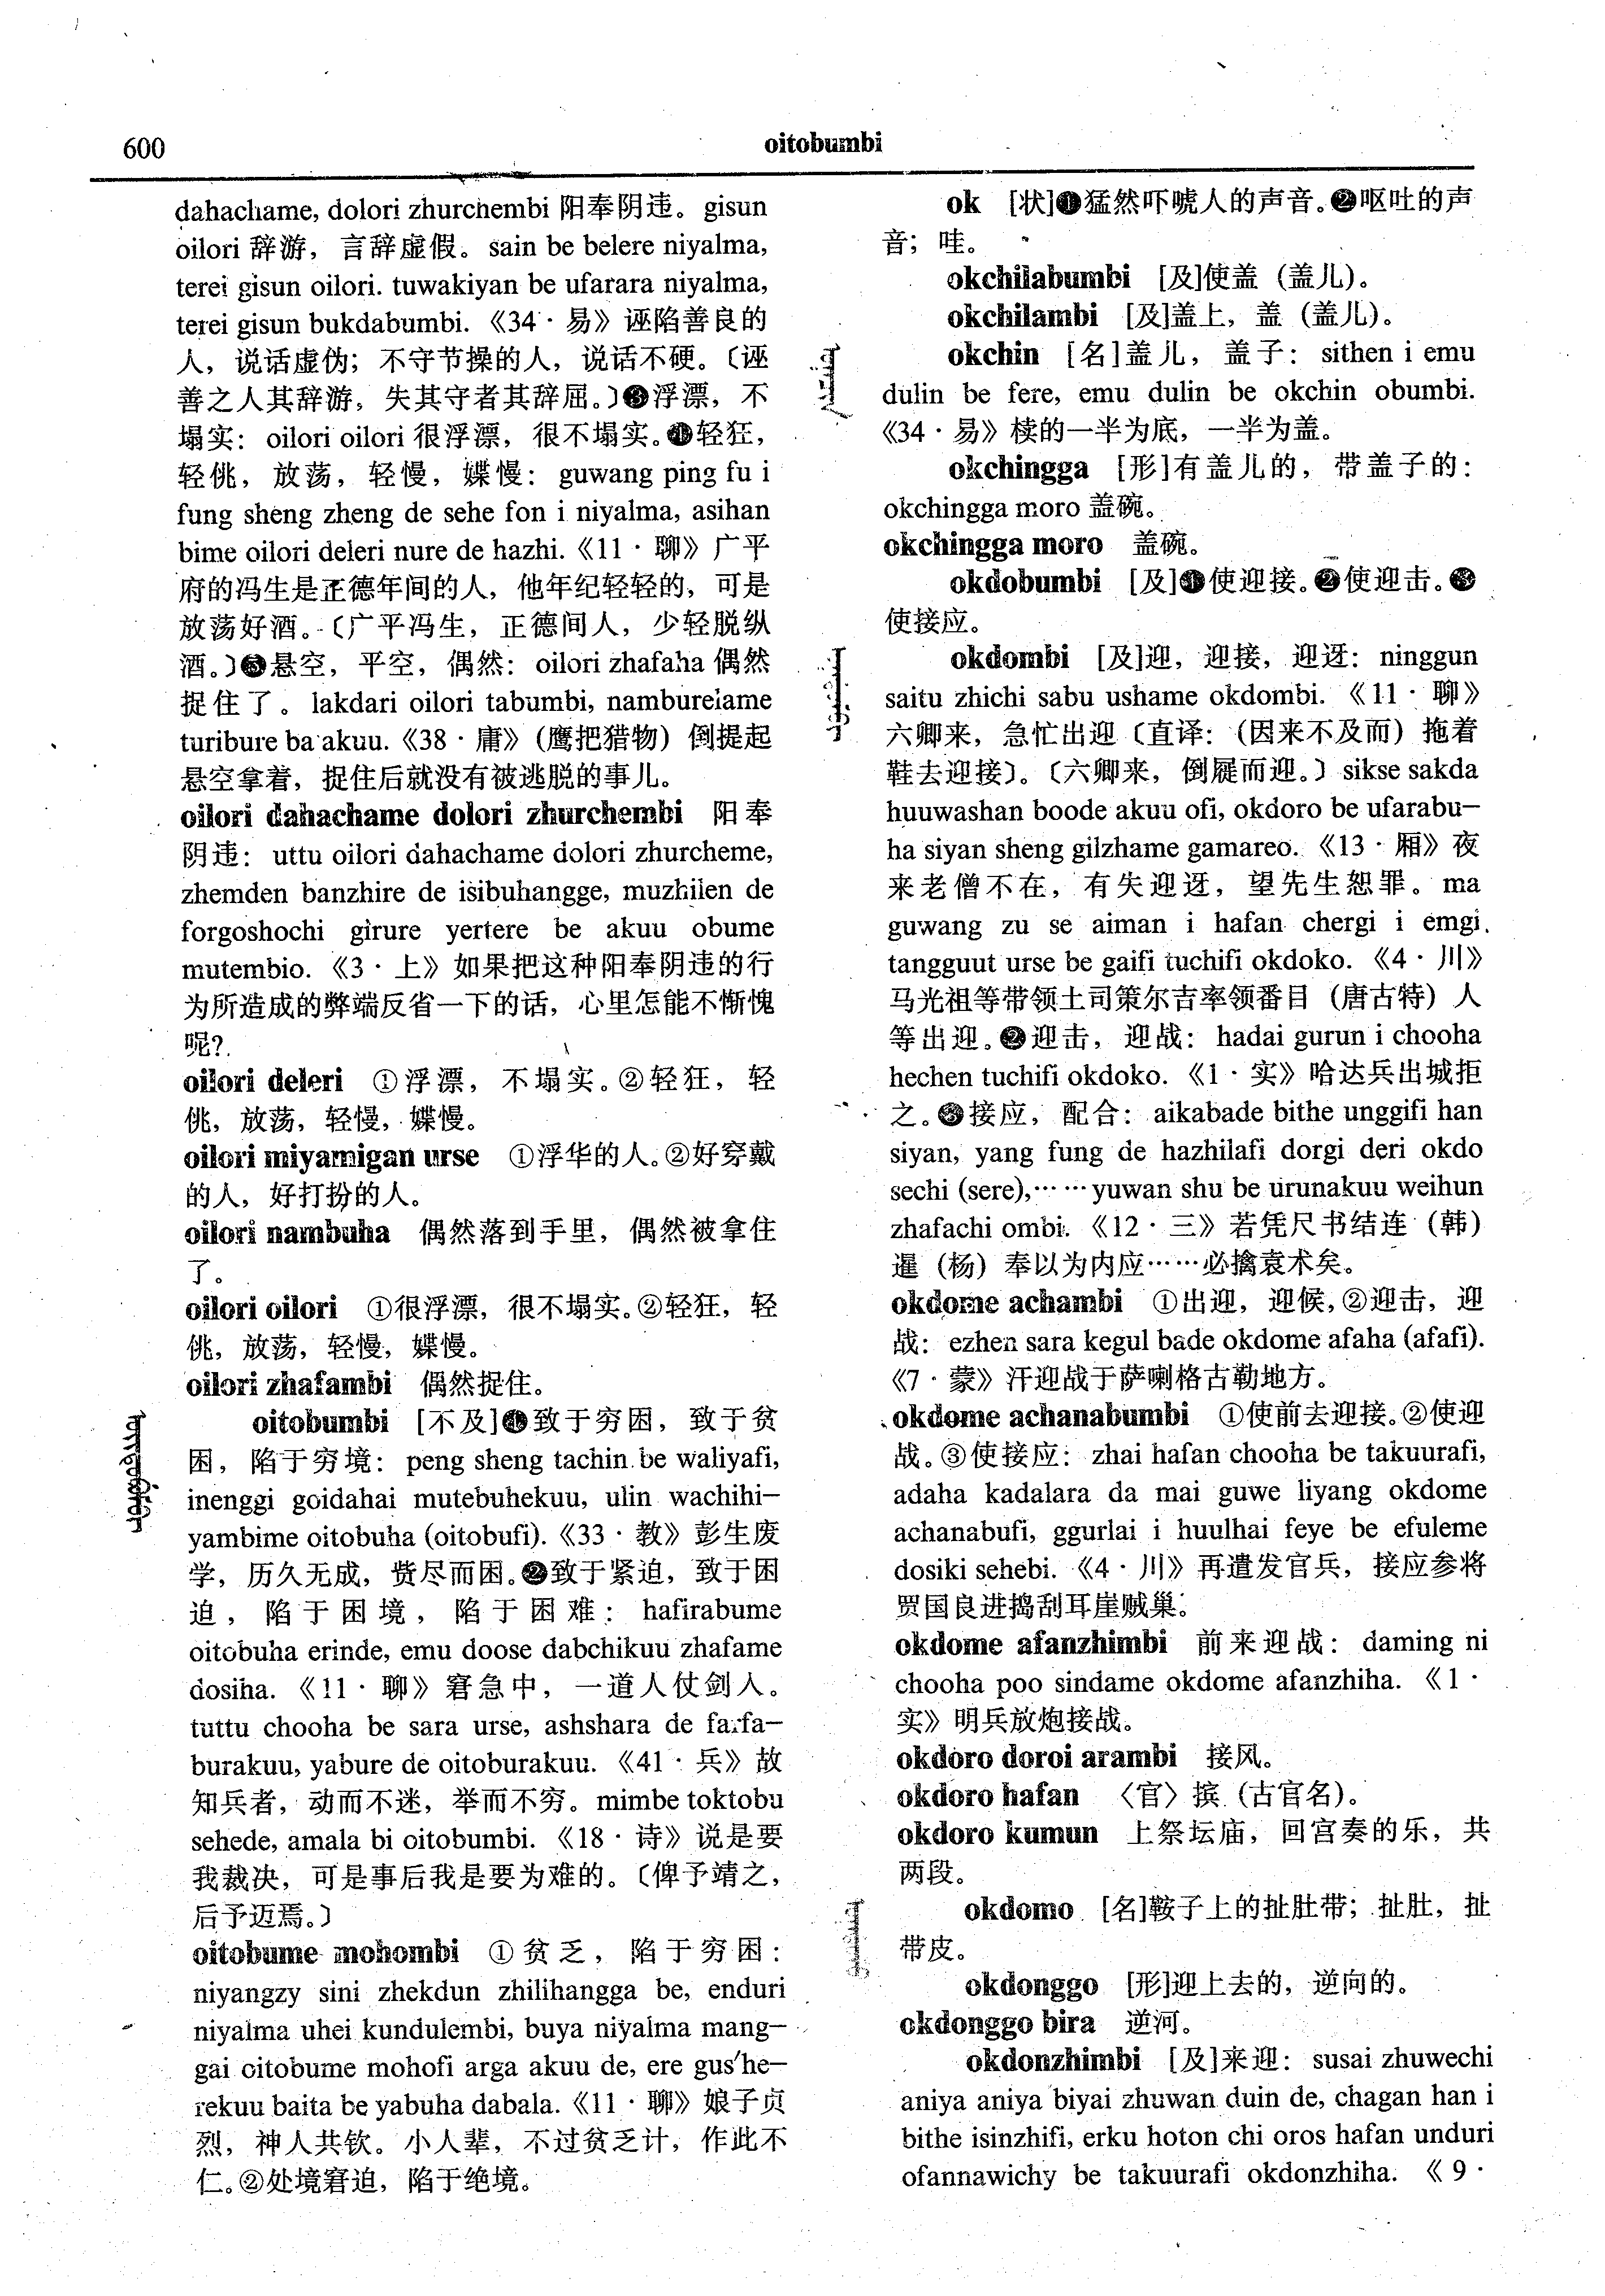 600
oitobumbi
dahachame, dolori zhurchembi 阳奉阴违。gisun
oilori 辞游，言辞虚假。sain be belere niyalma,
terei gisun oilori. tuwakiyan be ufarara niyalma,
terei gisun bukdabumbi.《34·易》诬陷善良的
人，说话虚伪；不守节操的人，说话不硬。〔诬
善之人其辞游，失其守者其辞屈。〕❸浮漂，不
塌实：oilori oilori 很浮漂，很不塌实。❹轻狂，
轻佻，放荡，轻慢，媟慢：guwang ping fu i
fung sheng zheng de sehe fon i niyalma, asihan
bime oilori deleri nure de hazhi.《11·聊》广平
府的冯生是正德年间的人，他年纪轻轻的，可是
放荡好酒。〔广平冯生，正德间人，少轻脱纵
酒。〕❺悬空，平空，偶然：oilori zhafaha 偶然
捉住了。lakdari oilori tabumbi, nambureiame
turibure ba akuu.《38·庸》（鹰把猎物）倒提起
悬空拿着，捉住后就没有被逃脱的事儿。
oilori dahachame dolori zhurchembi 阳奉
阴违：uttu oilori dahachame dolori zhurcheme,
zhemden banzhire de isibuhangge, muzhilen de
forgoshochi girure yertere be akuu obume
mutembio.《3·上》如果把这种阳奉阴违的行
为所造成的弊端反省一下的话，心里怎能不惭愧
呢？
oilori deleri ①浮漂，不塌实。②轻狂，轻
佻，放荡，轻慢，媟慢。
oilori miyamigan urse ①浮华的人。②好穿戴
的人，好打扮的人。
oilori nambuha 偶然落到手里，偶然被拿住
了。
oilori oilori ①很浮漂，很不塌实。②轻狂，轻
佻，放荡，轻慢，媟慢。
oilori zhafambi 偶然捉住。
oitobumbi [不及]❶致于穷困，致于贫
困，陷于穷境：peng sheng tachin be waliyafi,
inenggi goidahai mutebuhekuu, ulin wachihi-
yambime oitobuha (oitobufi).《33·教》彭生废
学，历久无成，赀尽而困。❷致于紧迫，致于困
迫，陷于困境，陷于困难：hafirabume
oitobuha erinde, emu doose dabchikuu zhafame
dosiha.《11·聊》窘急中，一道人仗剑人。
tuttu chooha be sara urse, ashshara de farfa-
burakuu, yabure de oitoburakuu.《41·兵》故
知兵者，动而不迷，举而不穷。mimbe toktobu
sehede, amala bi oitobumbi.《18·诗》说是要
我裁决，可是事后我是要为难的。〔俾予靖之，
后予迈焉。〕
oitobume mohombi ①贫乏，陷于穷困：
niyangzy sini zhekdun zhilihangga be, enduri
niyalma uhei kundulembi, buya niyalma mang-
gai oitobume mohofi arga akuu de, ere gus'he-
rekuu baita be yabuha dabala.《11·聊》娘子贞
烈，神人共钦。小人辈，不过贫乏计，作此不
仁。②处境窘迫，陷于绝境。
ok [状]❶猛然吓唬人的声音。❷呕吐的声
音；哇。
okchilabumbi [及]使盖（盖儿）。
okchilambi [及]盖上，盖（盖儿）。
okchin [名]盖儿，盖子：sithen i emu
dulin be fere, emu dulin be okchin obumbi.
《34·易》椟的一半为底，一半为盖。
okchingga [形]有盖儿的，带盖子的：
okchingga moro 盖碗。
okchingga moro 盖碗。
okdobumbi [及]❶使迎接。❷使迎击。❸
使接应。
okdombi [及]迎，迎接，迎迓：ninggun
saitu zhichi sabu ushame okdombi.《11·聊》
六卿来，急忙出迎〔直译：（因来不及而）拖着
鞋去迎接〕。〔六卿来，倒屣而迎。〕sikse sakda
huuwashan boode akuu ofi, okdoro be ufarabu-
ha siyan sheng gilzhame gamareo.《13·厢》夜
来老僧不在，有失迎迓，望先生恕罪。ma
guwang zu se aiman i hafan chergi i emgi
tangguut urse be gaifi tuchifi okdoko.《4·川》
马光祖等带领土司策尔吉率领番目（唐古特）人
等出迎。❷迎击，迎战：hadai gurun i chooha
hechen tuchifi okdoko.《1·实》哈达兵出城拒
之。❸接应，配合：aikabade bithe unggifi han
siyan, yang fung de hazhilafi dorgi deri okdo
sechi (sere),……yuwan shu be urunakuu weihun
zhafachi ombi.《12·三》若凭尺书结连（韩）
暹（杨）奉以为内应……必擒袁术矣。
okdome achambi ①出迎，迎候，②迎击，迎
战：ezhen sara kegul bade okdome afaha (afafi).
《7·蒙》汗迎战于萨喇格古勒地方。
okdome achanabumbi ①使前去迎接。②使迎
战。③使接应：zhai hafan chooha be takuurafi,
adaha kadalara da mai guwe liyang okdome
achanabufi, ggurlai i huulhai feye be efuleme
dosiki sehebi.《4·川》再遣发官兵，接应参将
贾国良进捣刮耳崖贼巢。
okdome afanzhimbi 前来迎战：daming ni
chooha poo sindame okdome afanzhiha.《1·
实》明兵放炮接战。
okdoro doroi arambi 接风。
okdoro hafan 〈官〉摈（古官名）。
okdoro kumun 上祭坛庙，回宫奏的乐，共
两段。
okdomo [名]鞍子上的扯肚带；扯肚，扯
带皮。
okdonggo [形]迎上去的，逆向的。
okdonggo bira 逆河。
okdonzhimbi [及]来迎：susai zhuwechi
aniya aniya biyai zhuwan duin de, chagan han i
bithe isinzhifi, erku hoton chi oros hafan unduri
ofannawichy be takuurafi okdonzhiha.《9·